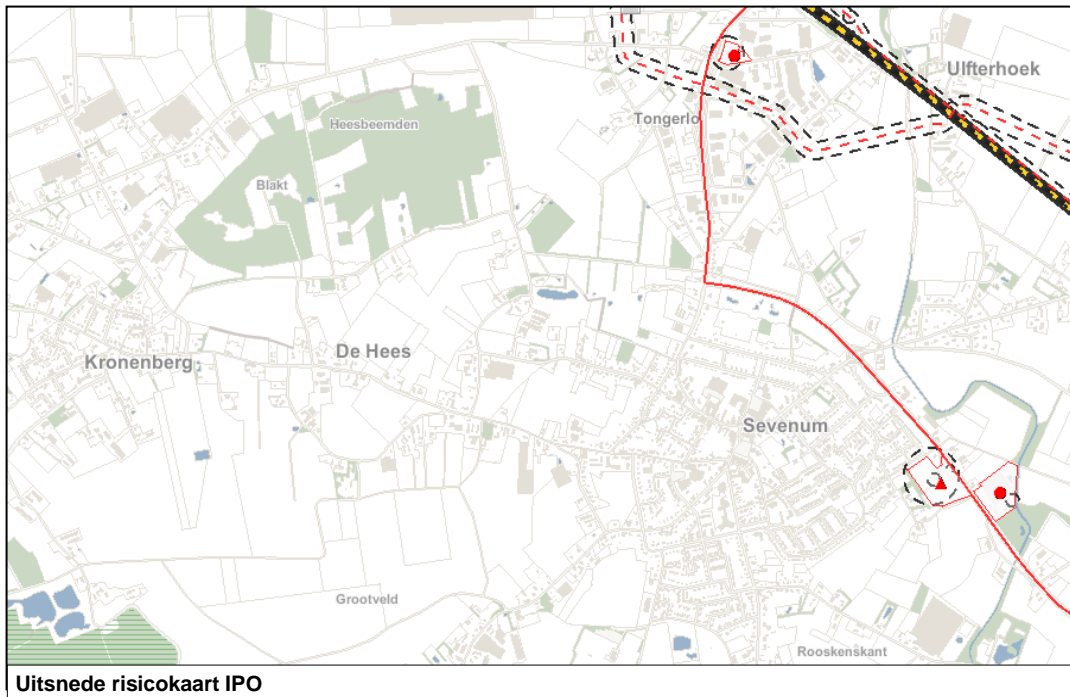 Ulfterhoek
Tongerlo
Heesbeemden
Blakt
De Hees
Kronenberg
Sevenum
Grootveld
Rooskenskant
Uitsnede risicokaart IPO